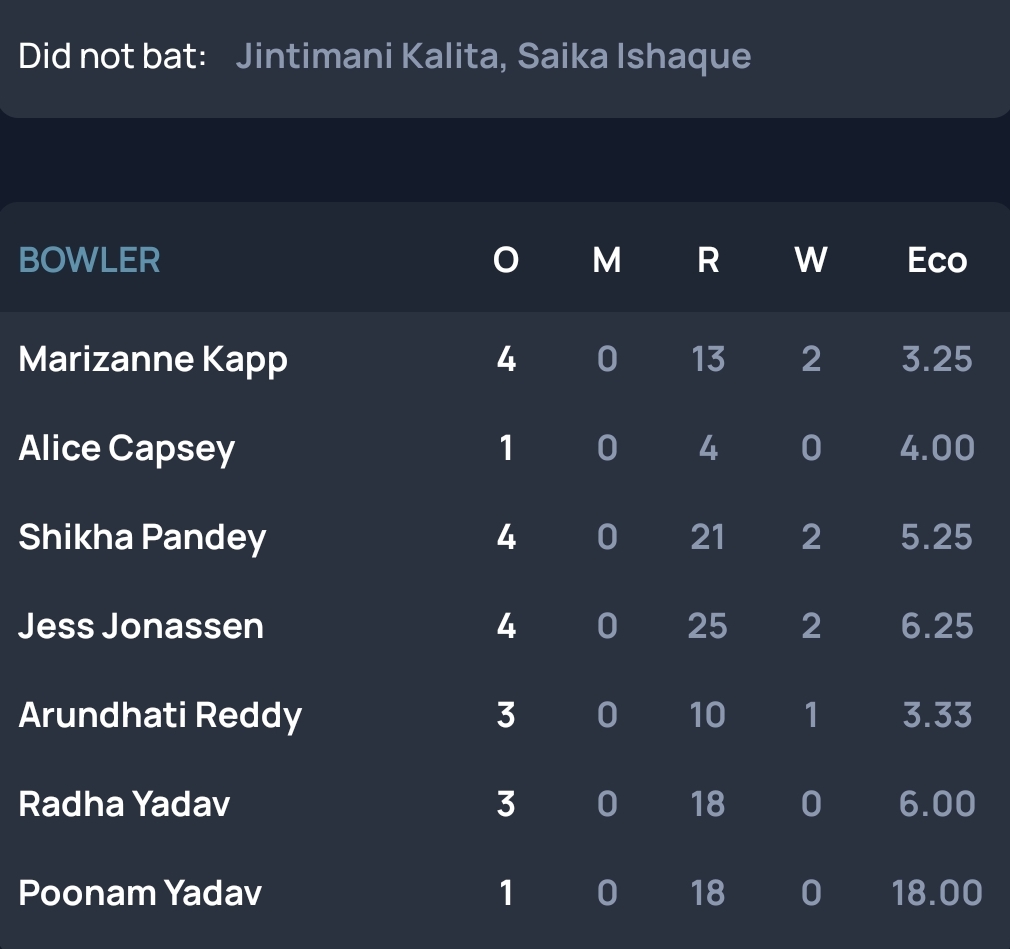 Did not bat: Jintimani Kalita, Saika Ishaque
BOWLER O M R W Eco
Marizanne Kapp 4 0 13 2 3.25
Alice Capsey 1 0 4 0 4.00
Shikha Pandey 4 0 21 2 5.25
Jess Jonassen 4 0 25 2 6.25
Arundhati Reddy 3 0 10 1 3.33
Radha Yadav 3 0 18 0 6.00
Poonam Yadav 1 0 18 0 18.00